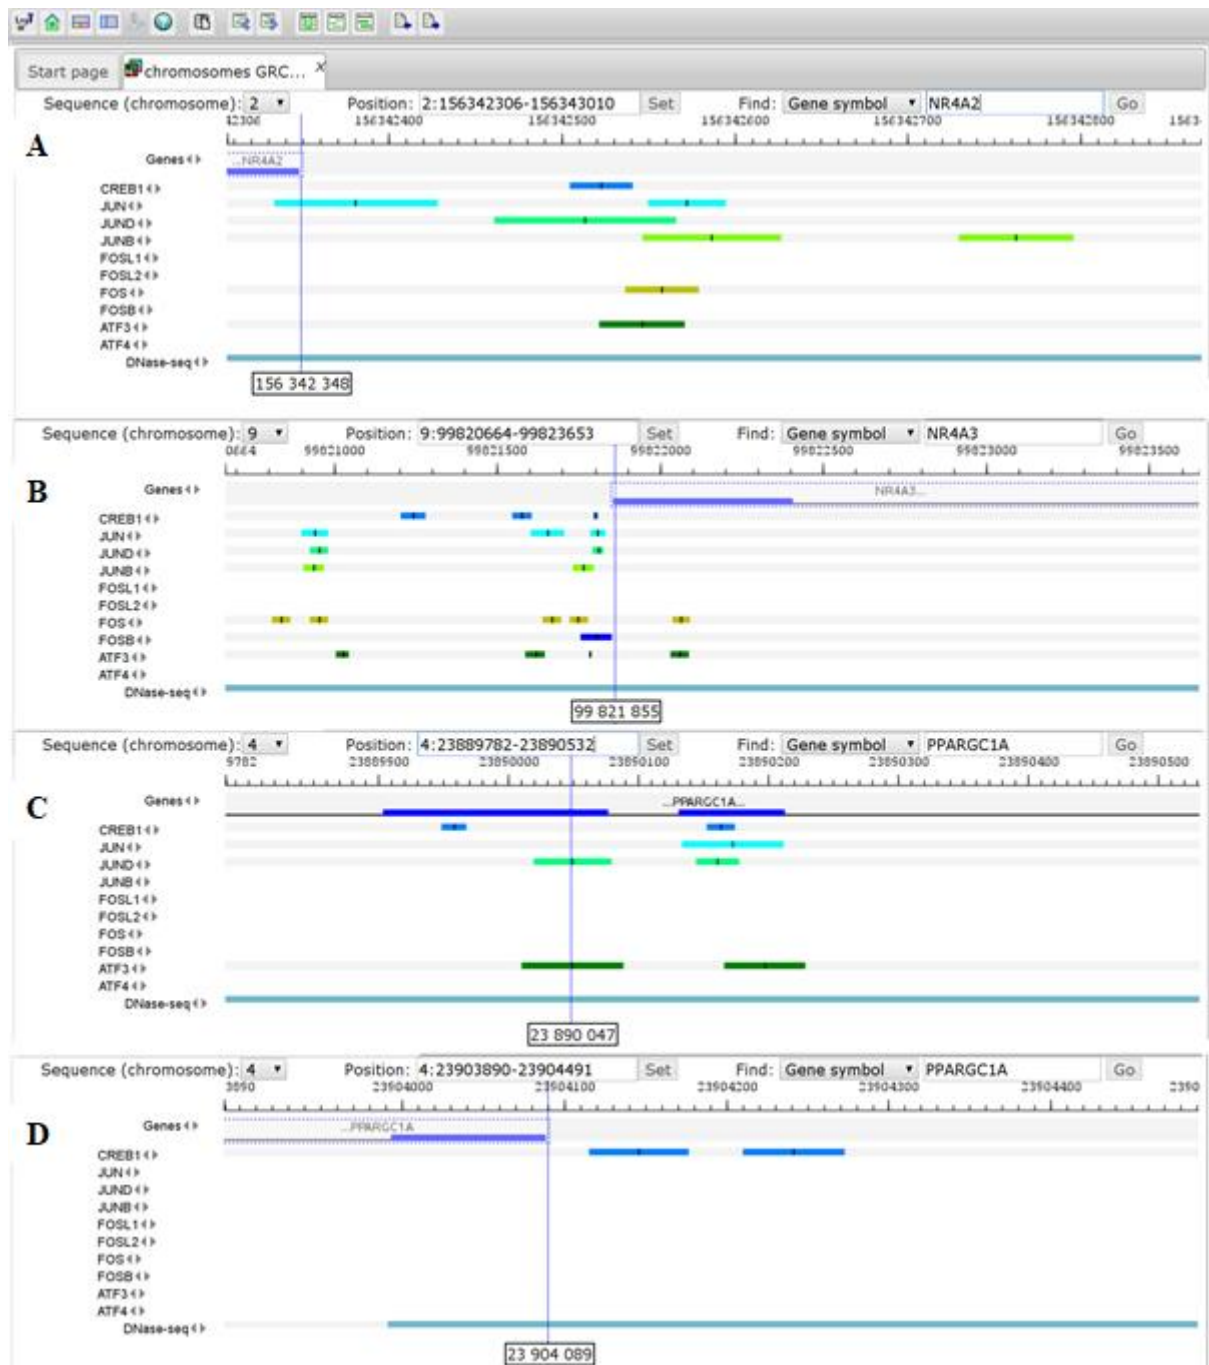 Start page chromosomes GRC... X
Sequence (chromosome): 2 Position: 2:156342306-156343010 Set Find: Gene symbol NR4A2 Go
42306 156342400 156342500 156342600 156342700 156342800 1563
A
Genes
...NR4A2
CREB1
JUN
JUND
JUNB
FOSL1
FOSL2
FOS
FOSB
ATF3
ATF4
DNase-seq
156 342 348
Sequence (chromosome): 9 Position: 9:99820664-99823653 Set Find: Gene symbol NR4A3 Go
0664 99821000 99821500 99822000 99822500 99823000 99823500
B
Genes
NR4A3...
CREB1
JUN
JUND
JUNB
FOSL1
FOSL2
FOS
FOSB
ATF3
ATF4
DNase-seq
99 821 855
Sequence (chromosome): 4 Position: 4:23889782-23890532 Set Find: Gene symbol PPARGC1A Go
9782 23889900 23890000 23890100 23890200 23890300 23890400 23890500
C
Genes
...PPARGC1A...
CREB1
JUN
JUND
JUNB
FOSL1
FOSL2
FOS
FOSB
ATF3
ATF4
DNase-seq
23 890 047
Sequence (chromosome): 4 Position: 4:23903890-23904491 Set Find: Gene symbol PPARGC1A Go
3890 23904000 23904100 23904200 23904300 23904400 2390
D
Genes
...PPARGC1A
CREB1
JUN
JUND
JUNB
FOSL1
FOSL2
FOS
FOSB
ATF3
ATF4
DNase-seq
23 904 089